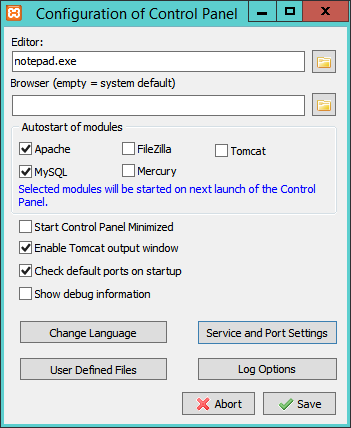 Configuration of Control Panel
Editor:
notepad.exe
Browser (empty = system default)
Autostart of modules
Apache
FileZilla
Tomcat
MySQL
Mercury
Selected modules will be started on next launch of the Control
Panel.
Start Control Panel Minimized
Enable Tomcat output window
Check default ports on startup
Show debug information
Change Language
Service and Port Settings
User Defined Files
Log Options
Abort
Save